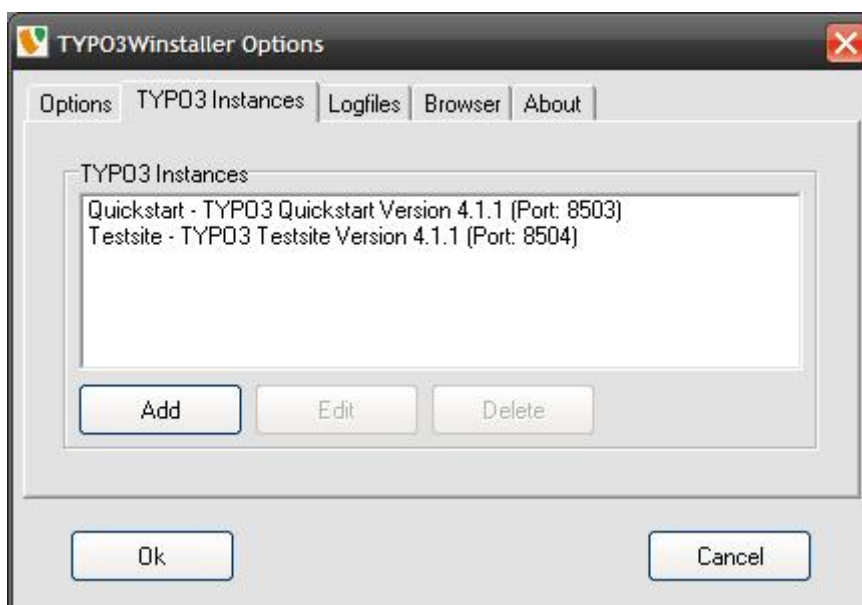 TYPO3Winstaller Options
Options TYPO3 Instances Logfiles Browser About
TYPO3 Instances
Quickstart - TYPO3 Quickstart Version 4.1.1 (Port: 8503)
Testsite - TYPO3 Testsite Version 4.1.1 (Port: 8504)
Add Edit Delete
Ok Cancel